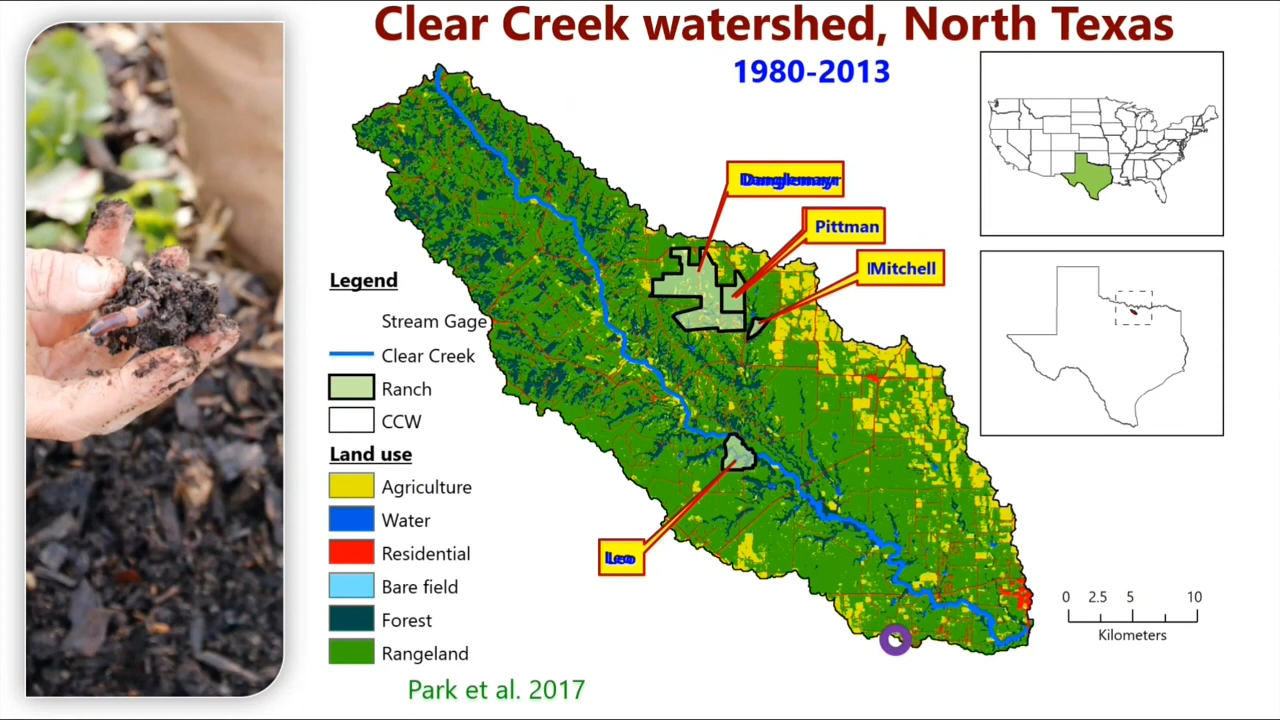 Clear Creek watershed, North Texas
1980-2013
Pittman
Mitchell
Legend
Stream Gage
Clear Creek
Ranch
CCW
Land use
Agriculture
Water
Residential
Bare field
Forest
Rangeland
Leo
0 2.5 5 10
Kilometers
Park et al. 2017